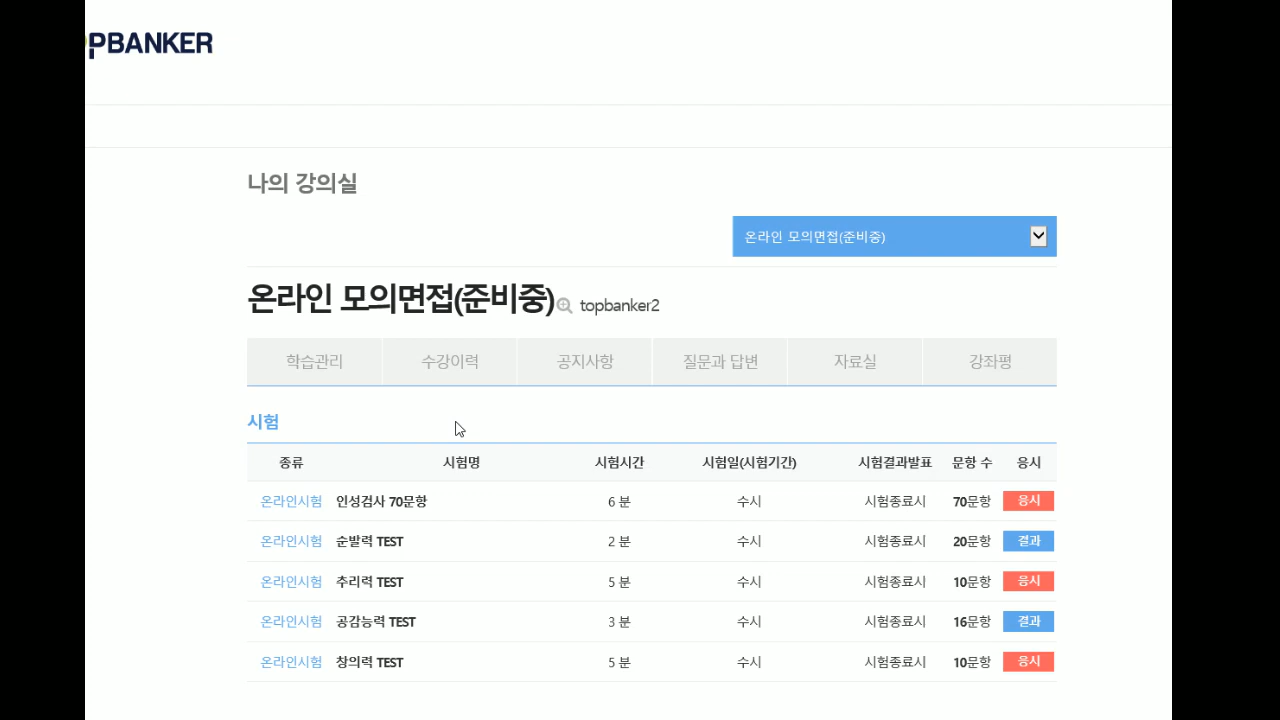 PBANKER
나의 강의실
온라인 모의면접(준비중)
온라인 모의면접(준비중) topbanker2
학습관리 수강이력 공지사항 질문과 답변 자료실 강좌평
시험
종류 시험명 시험시간 시험일(시험기간) 시험결과발표 문항 수 응시
온라인시험 인성검사 70문항 6 분 수시 시험종료시 70문항 응시
온라인시험 순발력 TEST 2 분 수시 시험종료시 20문항 결과
온라인시험 추리력 TEST 5 분 수시 시험종료시 10문항 응시
온라인시험 공감능력 TEST 3 분 수시 시험종료시 16문항 결과
온라인시험 창의력 TEST 5 분 수시 시험종료시 10문항 응시